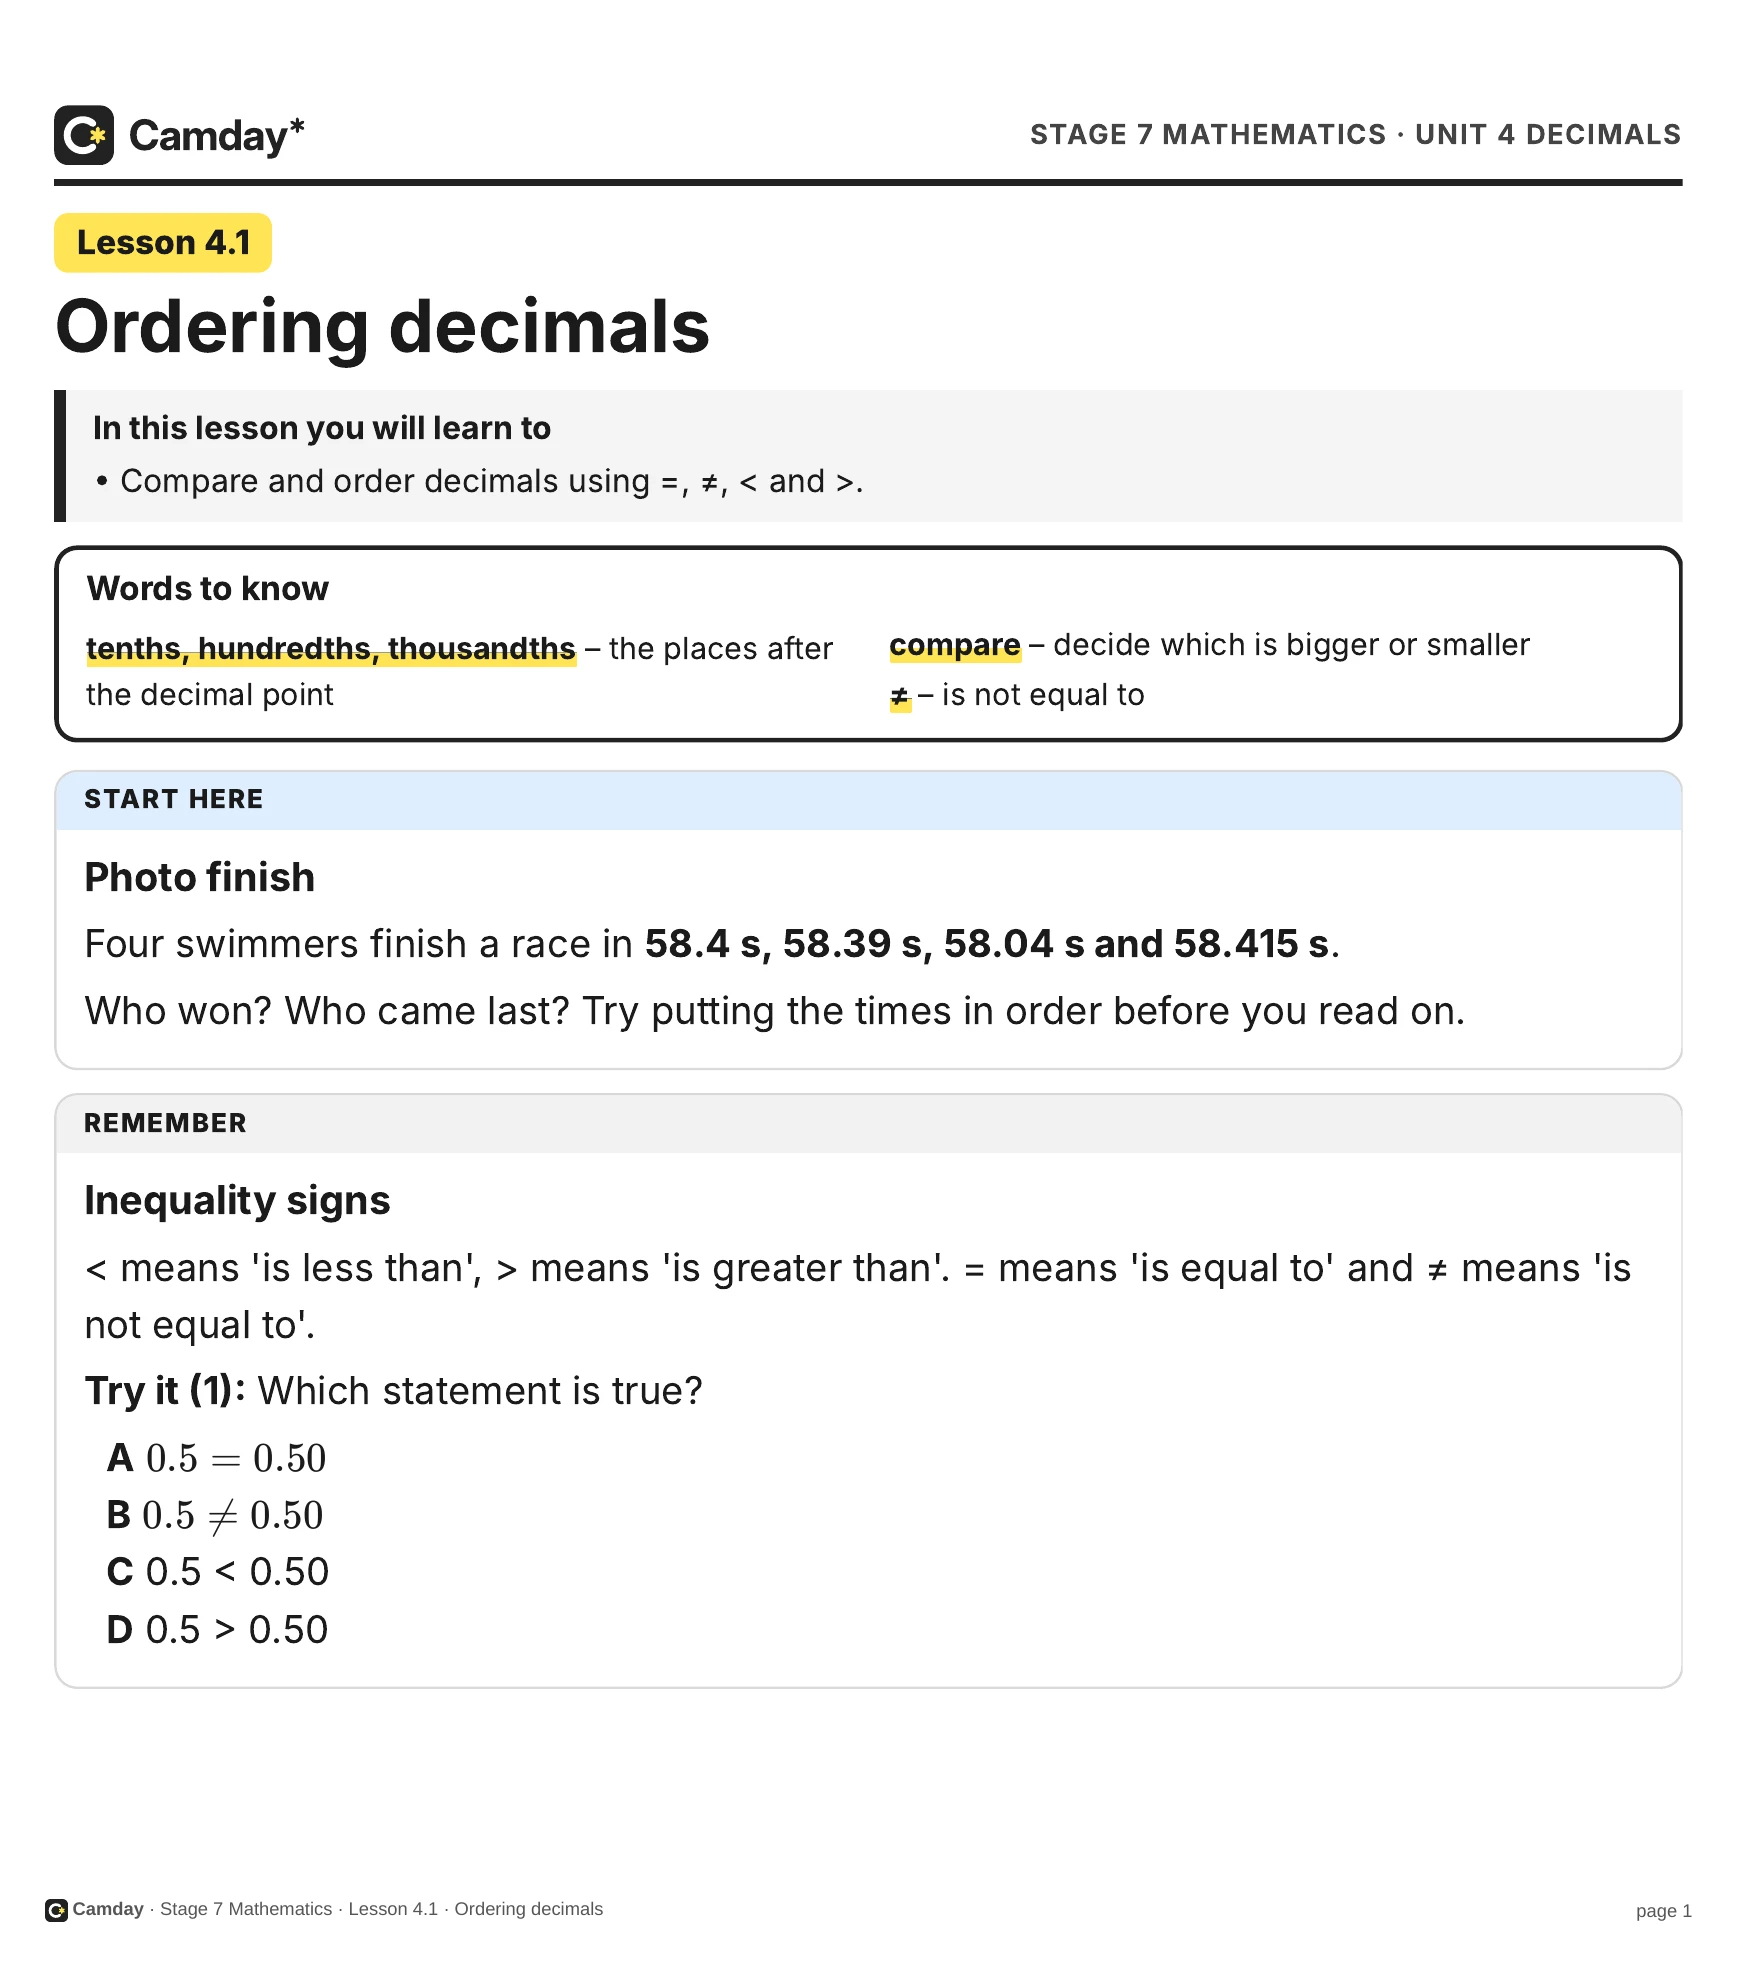 Camday*
STAGE 7 MATHEMATICS · UNIT 4 DECIMALS
Lesson 4.1
Ordering decimals
In this lesson you will learn to
• Compare and order decimals using =, ≠, < and >.
Words to know
tenths, hundredths, thousandths – the places after
the decimal point
compare – decide which is bigger or smaller
≠ – is not equal to
START HERE
Photo finish
Four swimmers finish a race in 58.4 s, 58.39 s, 58.04 s and 58.415 s.
Who won? Who came last? Try putting the times in order before you read on.
REMEMBER
Inequality signs
< means 'is less than', > means 'is greater than'. = means 'is equal to' and ≠ means 'is
not equal to'.
Try it (1): Which statement is true?
A 0.5 = 0.50
B 0.5 ≠ 0.50
C 0.5 < 0.50
D 0.5 > 0.50
Camday · Stage 7 Mathematics · Lesson 4.1 · Ordering decimals
page 1